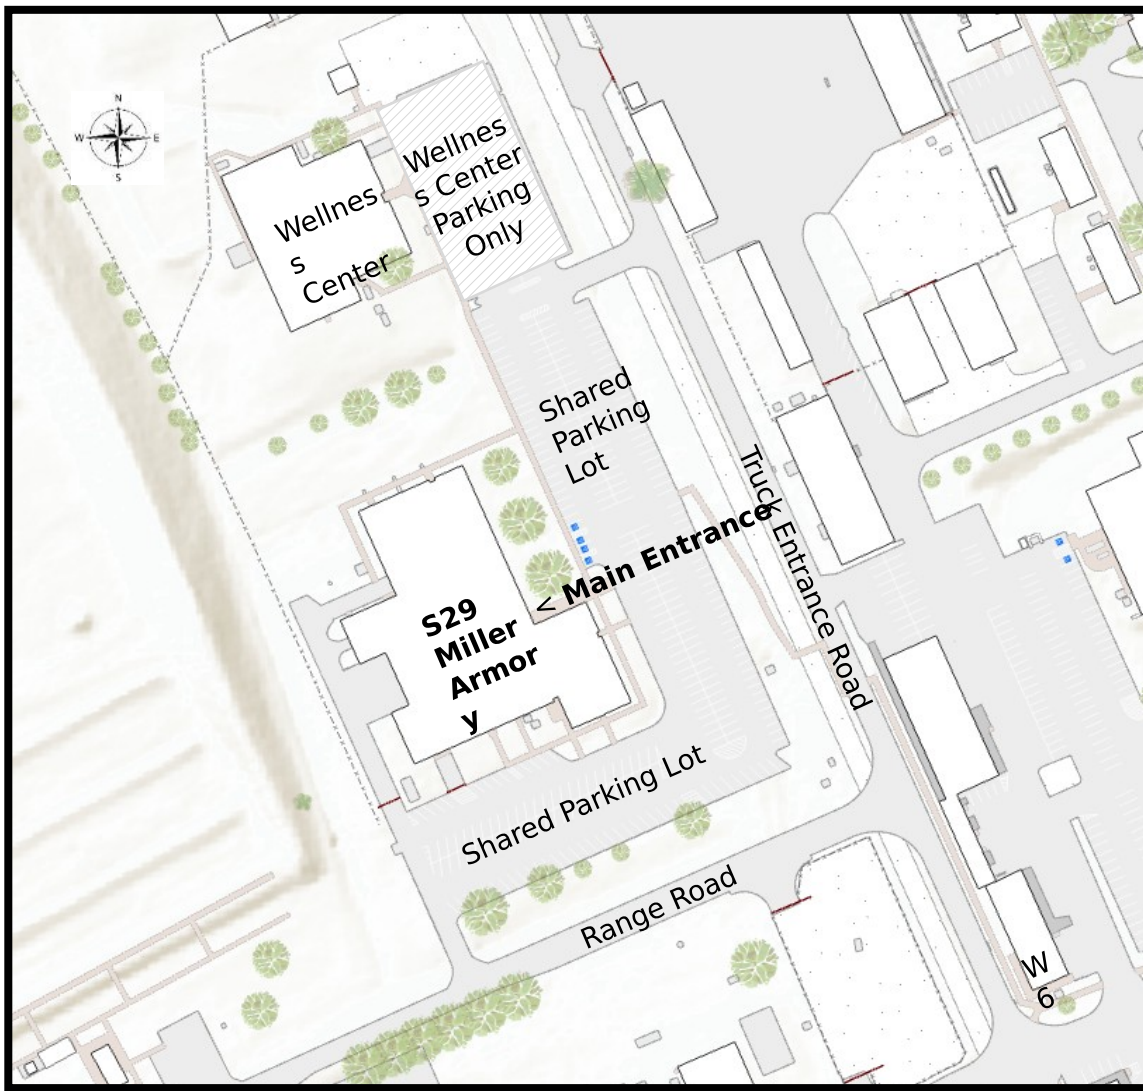 N
W E
S
Wellnes
s Center
Parking
Only
Wellnes
s
Center
Shared
Parking
Lot
Truck Entrance Road
< Main Entrance
S29
Miller
Armor
y
Shared Parking Lot
Range Road
W
6